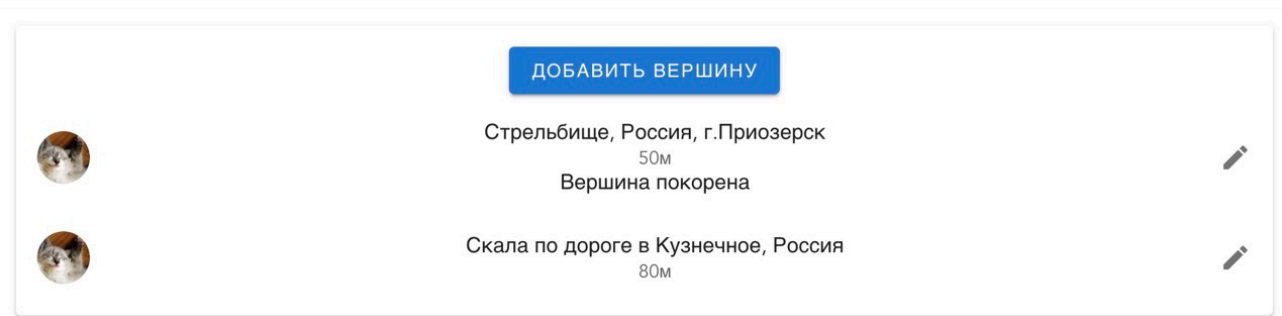 ДОБАВИТЬ ВЕРШИНУ
Стрельбище, Россия, г.Приозерск
50м
Вершина покорена
Скала по дороге в Кузнечное, Россия
80м